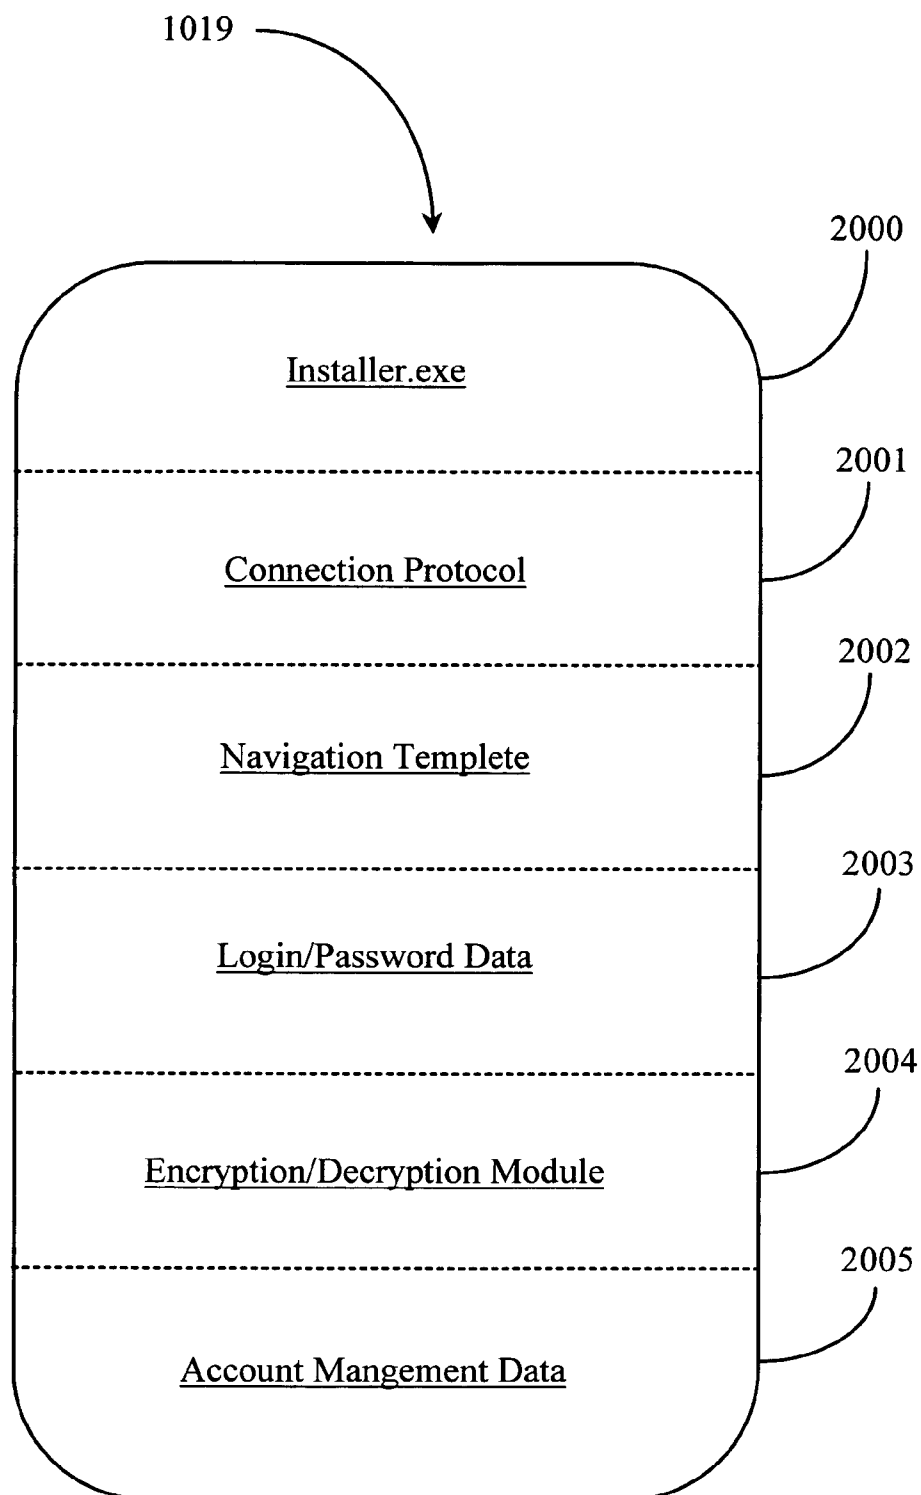 1019
2000
Installer.exe
2001
Connection Protocol
2002
Navigation Templete
2003
Login/Password Data
2004
Encryption/Decryption Module
2005
Account Mangement Data